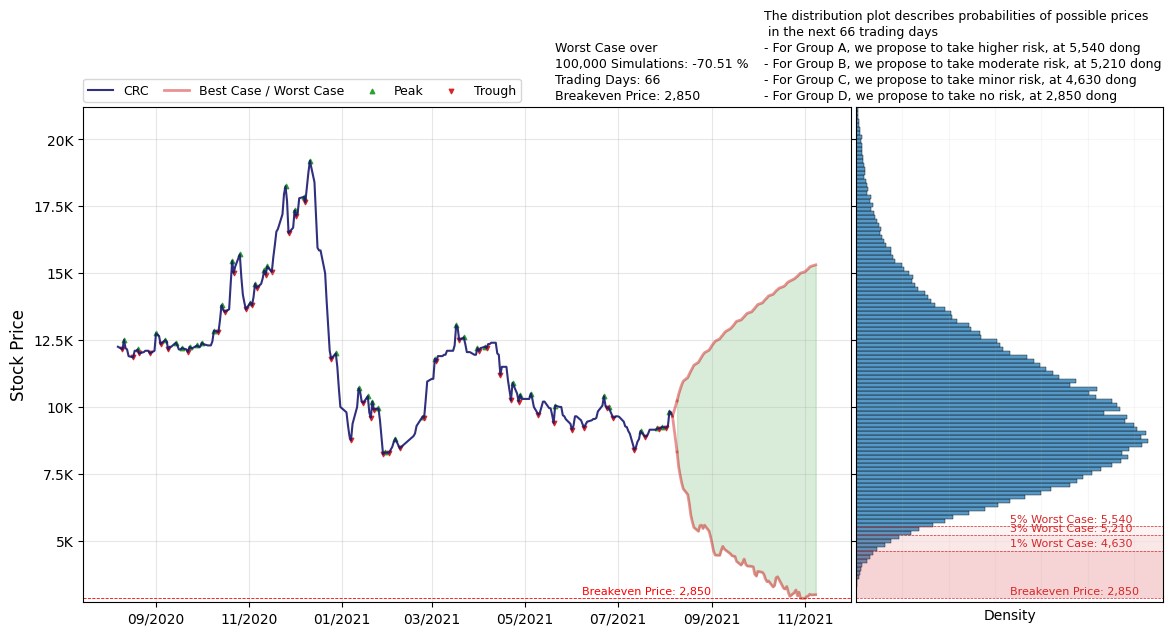 The distribution plot describes probabilities of possible prices
in the next 66 trading days
- For Group A, we propose to take higher risk, at 5,540 dong
- For Group B, we propose to take moderate risk, at 5,210 dong
- For Group C, we propose to take minor risk, at 4,630 dong
- For Group D, we propose to take no risk, at 2,850 dong
Worst Case over
100,000 Simulations: -70.51 %
Trading Days: 66
Breakeven Price: 2,850
CRC Best Case / Worst Case Peak Trough
Stock Price
20K
17.5K
15K
12.5K
10K
7.5K
5K
Breakeven Price: 2,850
09/2020 11/2020 01/2021 03/2021 05/2021 07/2021 09/2021 11/2021
5% Worst Case: 5,540
3% Worst Case: 5,210
1% Worst Case: 4,630
Breakeven Price: 2,850
Density